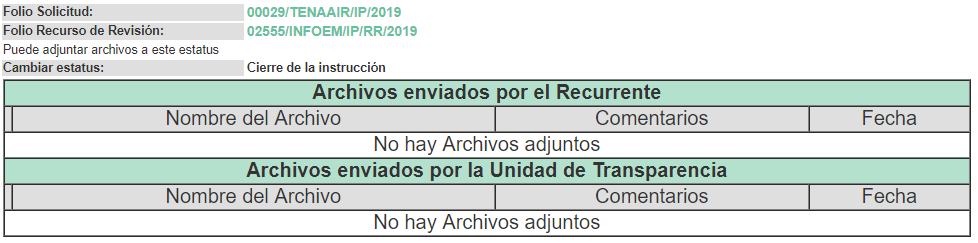 Folio Solicitud: 00029/TENAAIR/IP/2019
Folio Recurso de Revisión: 02555/INFOEM/IP/RR/2019
Puede adjuntar archivos a este estatus
Cambiar estatus: Cierre de la instrucción
Archivos enviados por el Recurrente
Nombre del Archivo Comentarios Fecha
No hay Archivos adjuntos
Archivos enviados por la Unidad de Transparencia
Nombre del Archivo Comentarios Fecha
No hay Archivos adjuntos